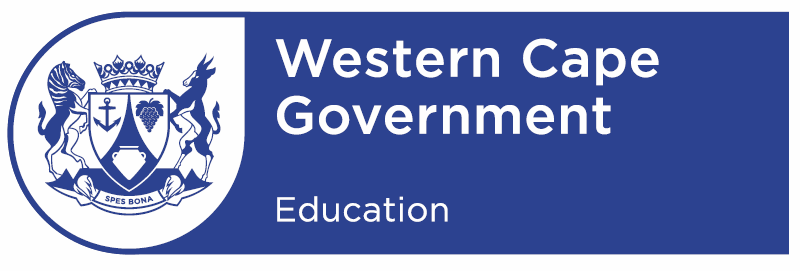 Western Cape
Government
Education
SPES BONA